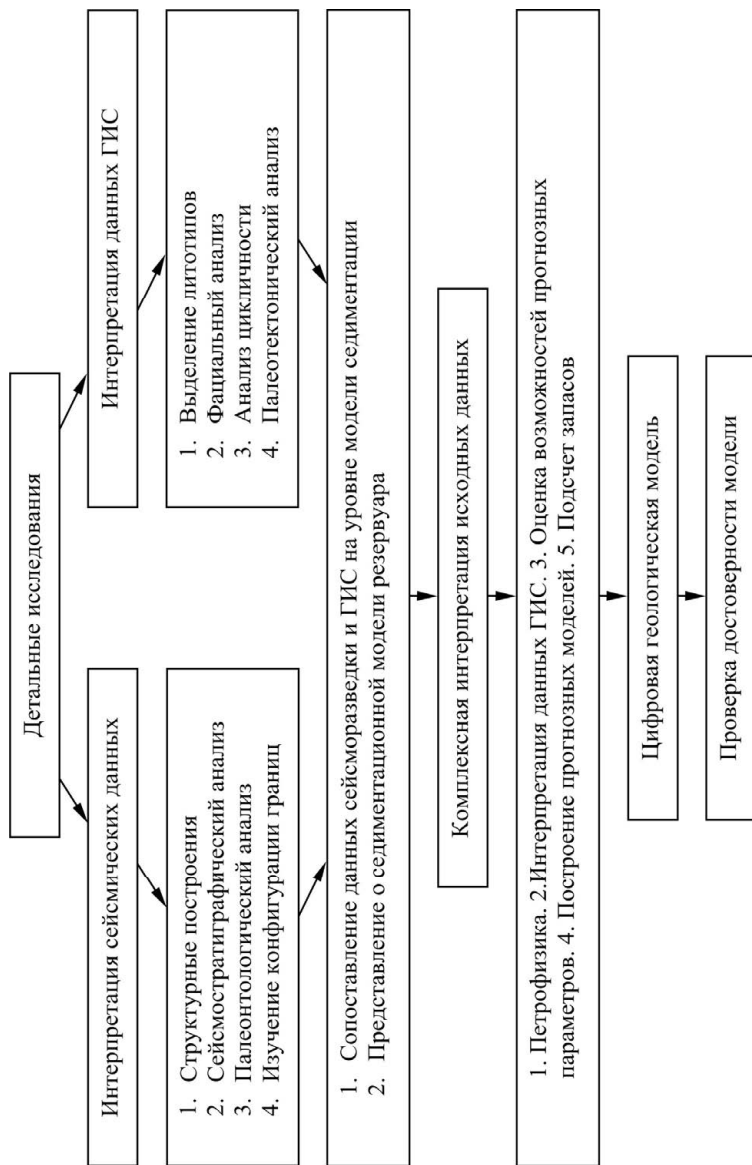 Детальные исследования
Интерпретация сейсмических данных
Интерпретация данных ГИС
1. Структурные построения
2. Сейсмостратиграфический анализ
3. Палеонтологический анализ
4. Изучение конфигурации границ
1. Выделение литотипов
2. Фациальный анализ
3. Анализ цикличности
4. Палеотектонический анализ
1. Сопоставление данных сейсморазведки и ГИС на уровне модели седиментации
2. Представление о седиментационной модели резервуара
Комплексная интерпретация исходных данных
1. Петрофизика. 2.Интерпретация данных ГИС. 3. Оценка возможностей прогнозных
параметров. 4. Построение прогнозных моделей. 5. Подсчет запасов
Цифровая геологическая модель
Проверка достоверности модели